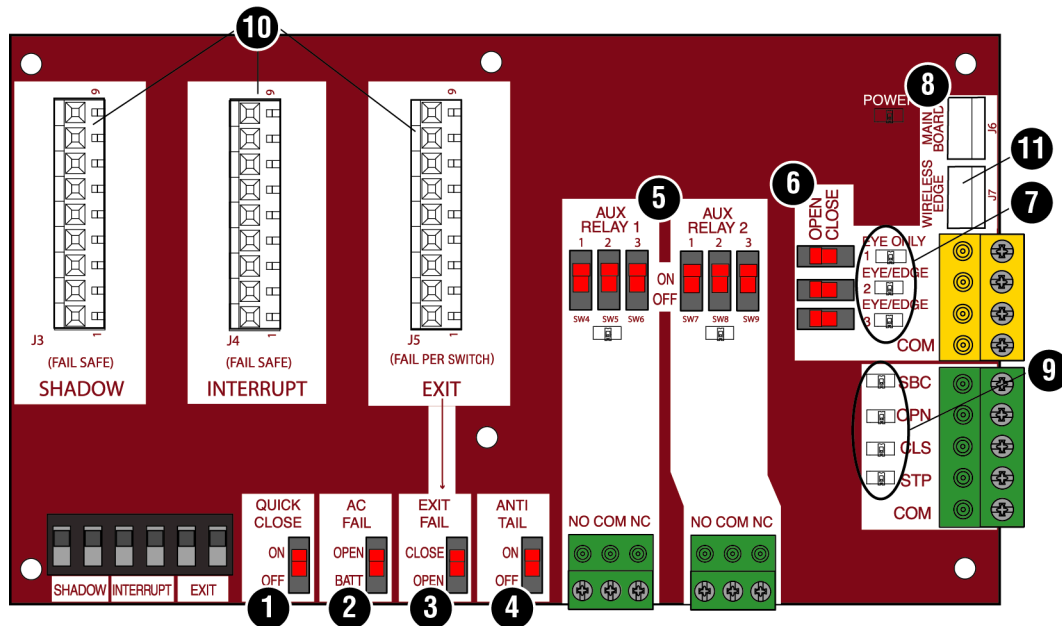 10
8
POWER
MAIN
BOARD
J6
11
WIRELESS
EDGE
J7
7
9
1
J3
(FAIL SAFE)
SHADOW
9
1
J4
(FAIL SAFE)
INTERRUPT
9
1
J5
(FAIL PER SWITCH)
EXIT
5
AUX
RELAY 1
1 2 3
SW4 SW5 SW6
ON
OFF
AUX
RELAY 2
1 2 3
SW7 SW8 SW9
6
OPEN
CLOSE
EYE ONLY
1
EYE/EDGE
2
EYE/EDGE
3
COM
9
SBC
OPN
CLS
STP
COM
SHADOW INTERRUPT EXIT
QUICK
CLOSE
ON
OFF
1
AC
FAIL
OPEN
BATT
2
EXIT
FAIL
CLOSE
OPEN
3
ANTI
TAIL
ON
OFF
4
NO COM NC
NO COM NC